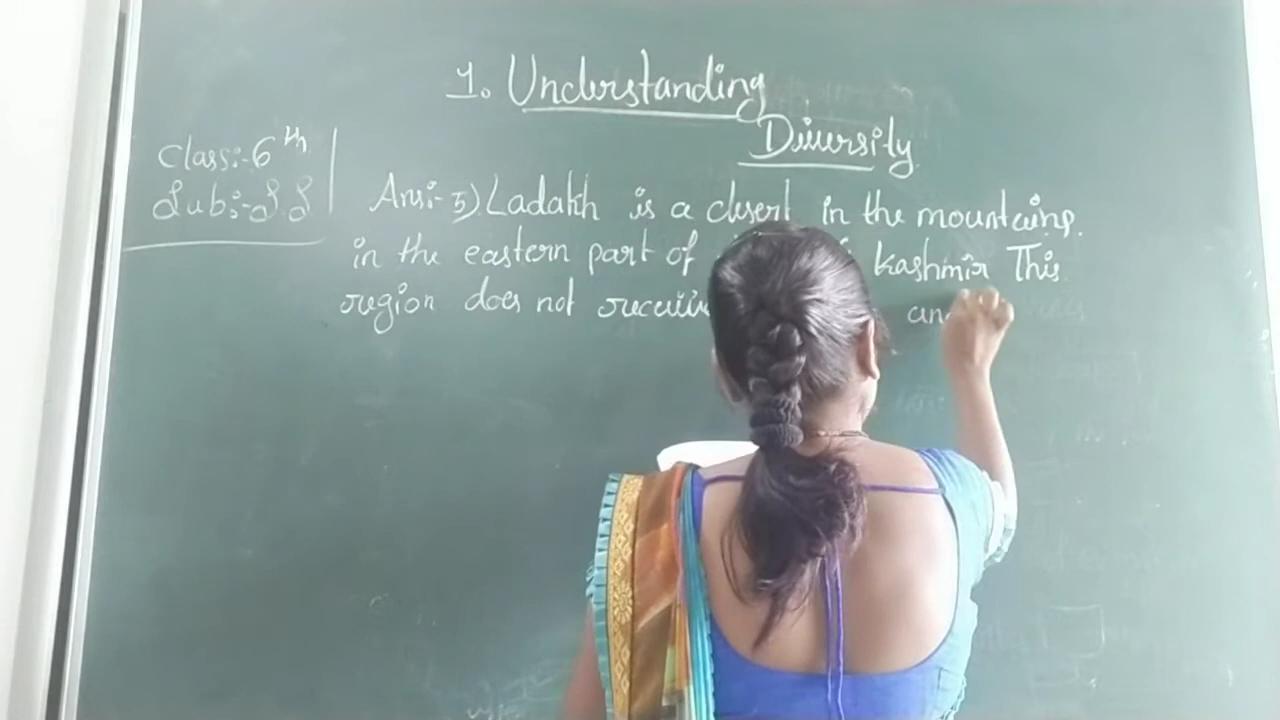 1. Understanding
Diversity
Class:-6th
Sub:-S.S
Ans:-5) Ladakh is a desert in the mountains.
in the eastern part of kashmir This
region does not receive